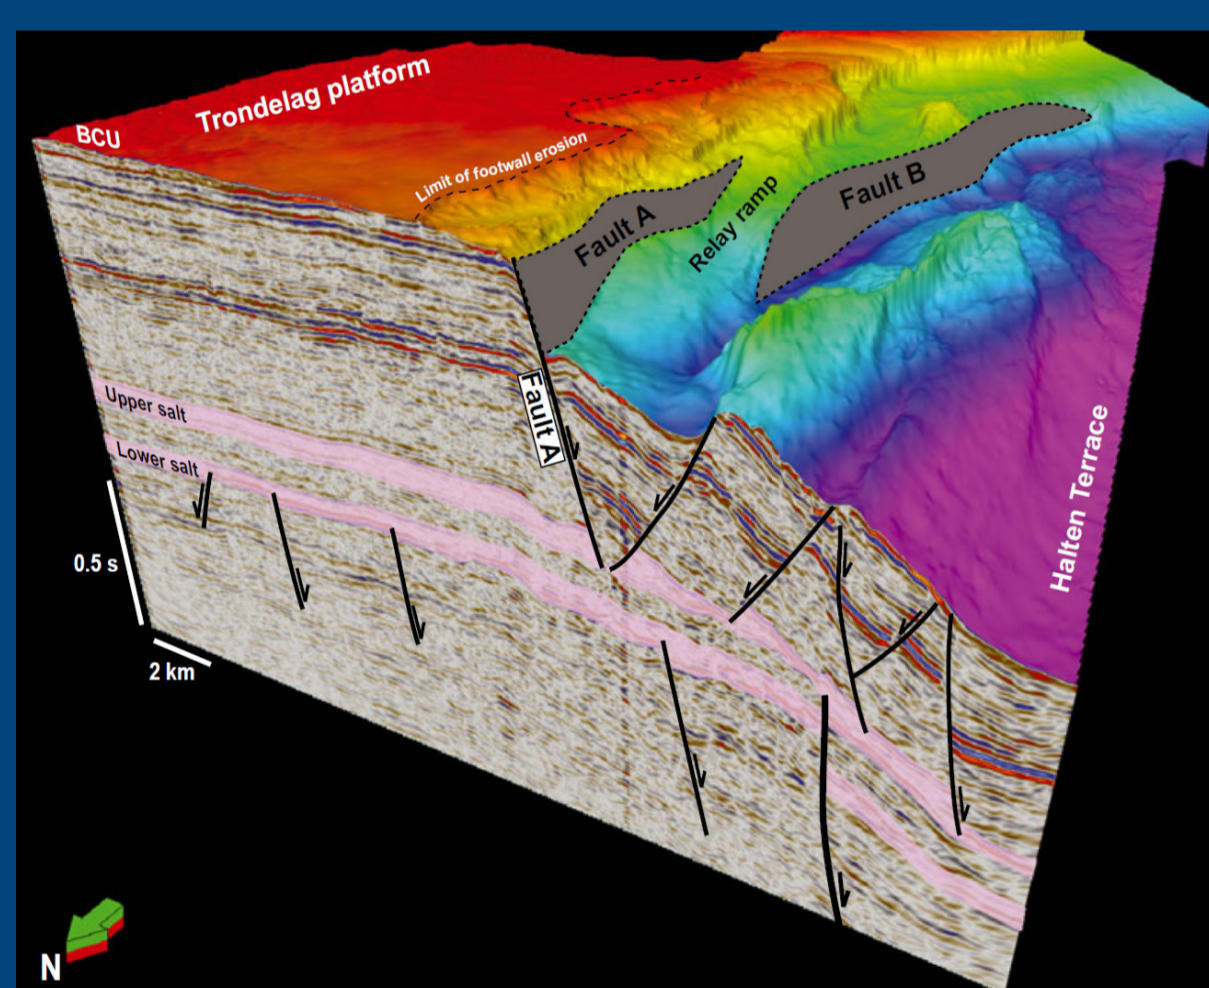 Trondelag platform
BCU
Limit of footwall erosion
Fault A
Relay ramp
Fault B
Fault A
Upper salt
Lower salt
Halten Terrace
0.5 s
2 km
N